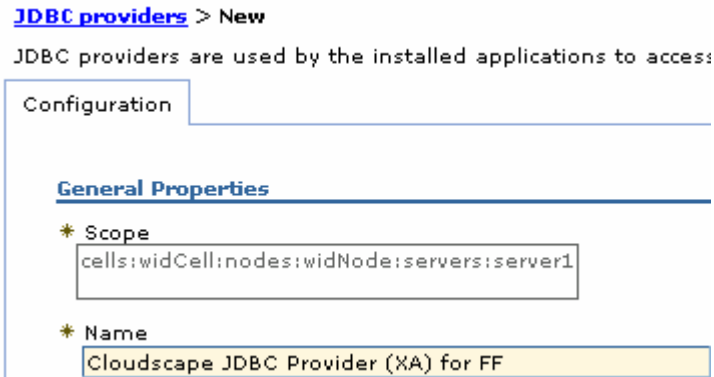 JDBC providers > New
JDBC providers are used by the installed applications to access
Configuration
General Properties
* Scope
cells:widCell:nodes:widNode:servers:server1
* Name
Cloudscape JDBC Provider (XA) for FF